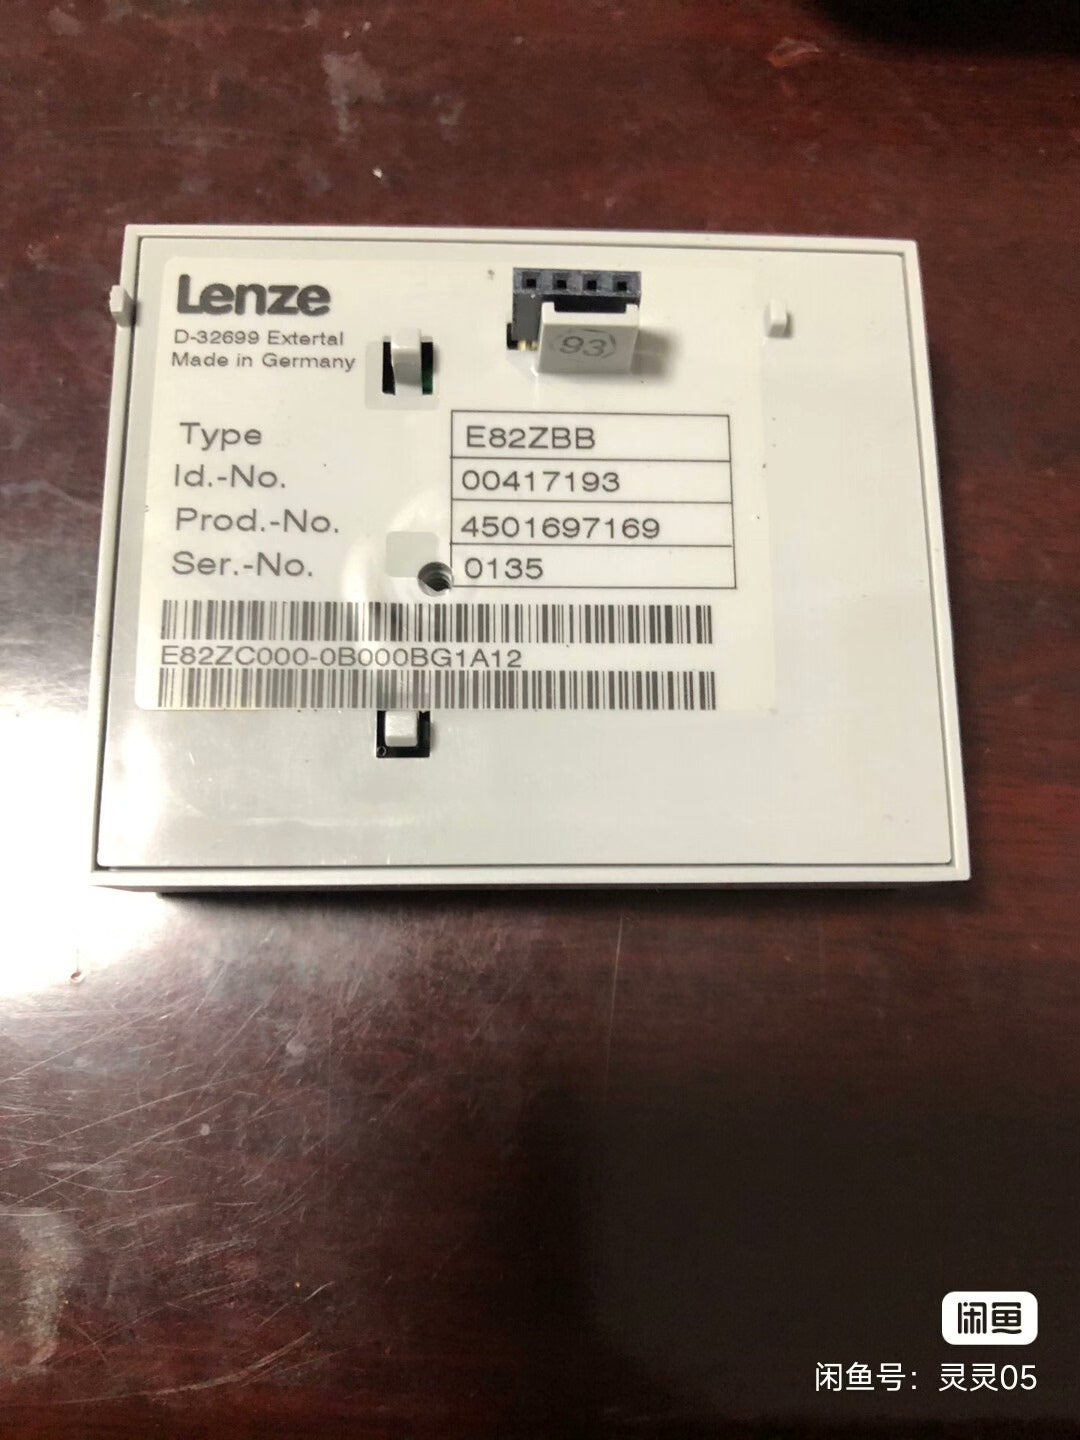 Lenze
D-32699 Extertal
Made in Germany
93
Type E82ZBB
Id.-No. 00417193
Prod.-No. 4501697169
Ser.-No. 0135
E82ZC000-0B000BG1A12
闲鱼
闲鱼号：灵灵05